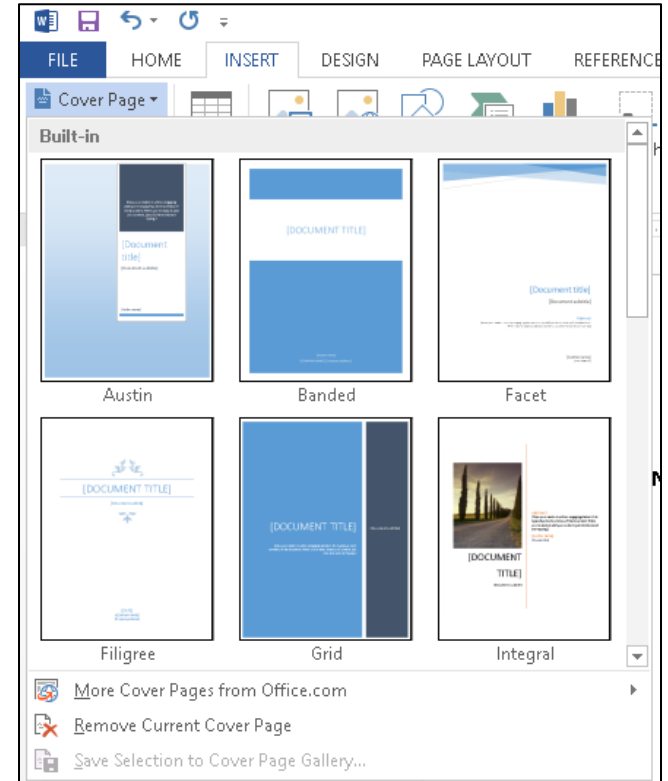 FILE HOME INSERT DESIGN PAGE LAYOUT REFERENCE
Cover Page
Built-in
[Document
title]
[DOCUMENT TITLE]
[Document title]
[Document subtitle]
Austin Banded Facet
[DOCUMENT TITLE]
[DOCUMENT TITLE]
[DOCUMENT
TITLE]
Filigree Grid Integral
More Cover Pages from Office.com
Remove Current Cover Page
Save Selection to Cover Page Gallery...